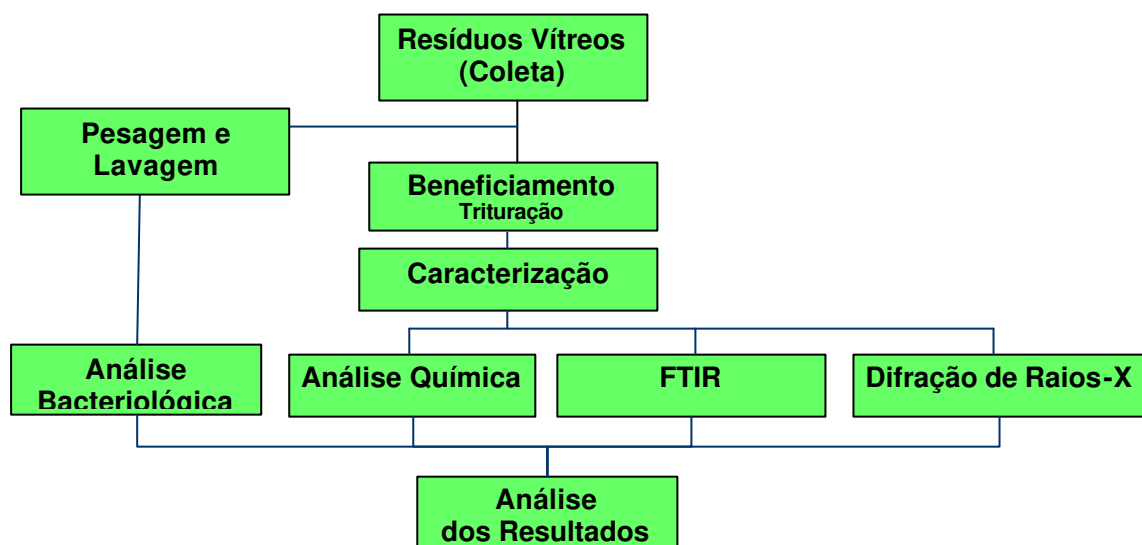 Resíduos Vítreos
(Coleta)
Pesagem e
Lavagem
Beneficiamento
Trituração
Caracterização
Análise
Bacteriológica
Análise Química
FTIR
Difração de Raios-X
Análise
dos Resultados